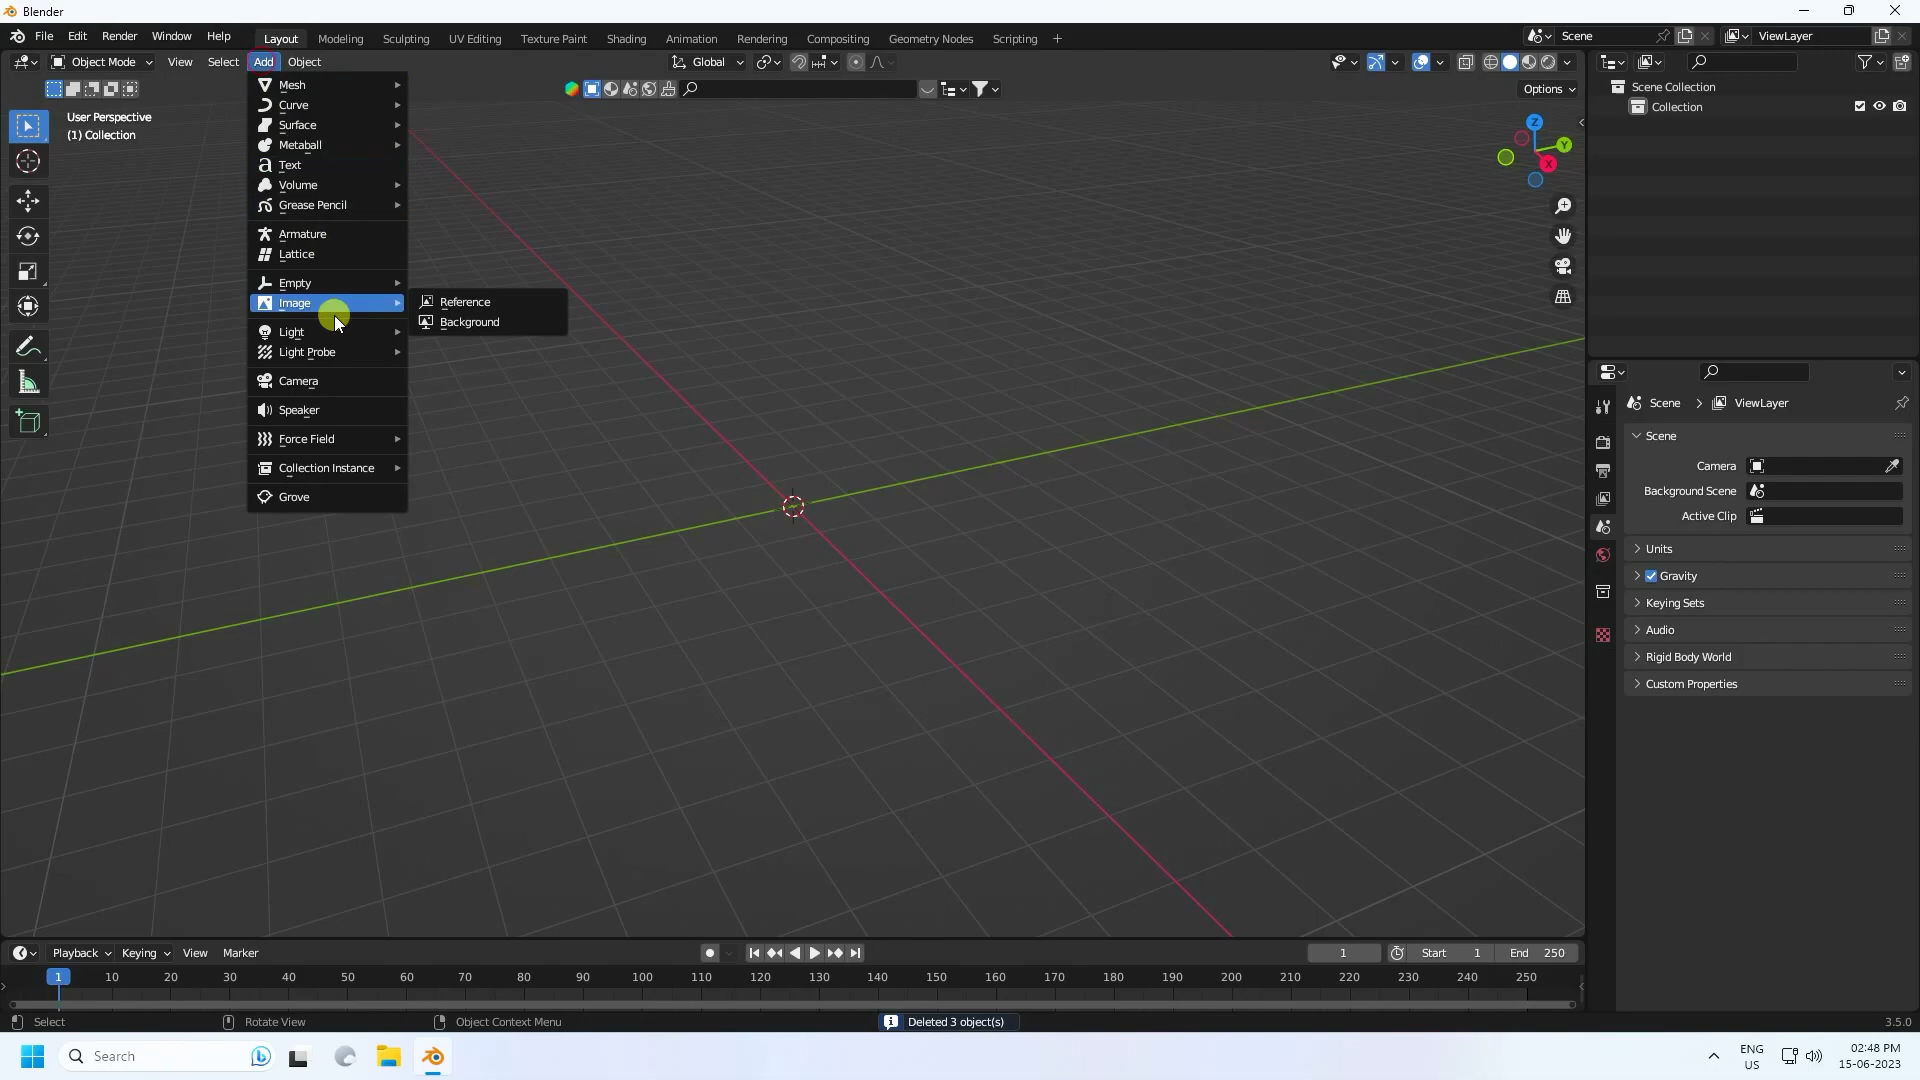 Blender
File Edit Render Window Help Layout Modeling Sculpting UV Editing Texture Paint Shading Animation Rendering Compositing Geometry Nodes Scripting + Scene ViewLayer
Object Mode View Select Add Object Global
Options
User Perspective
(1) Collection
Mesh
Curve
Surface
Metaball
Text
Volume
Grease Pencil
Armature
Lattice
Empty
Image
Light
Light Probe
Camera
Speaker
Force Field
Collection Instance
Grove
Reference
Background
Z
Y
X
Scene Collection
Collection
Scene ViewLayer
Scene
Camera
Background Scene
Active Clip
Units
Gravity
Keying Sets
Audio
Rigid Body World
Custom Properties
Playback Keying View Marker 1 Start 1 End 250
1 10 20 30 40 50 60 70 80 90 100 110 120 130 140 150 160 170 180 190 200 210 220 230 240 250
Select Rotate View Object Context Menu Deleted 3 object(s) 3.5.0
Search
ENG
US
02:48 PM
15-06-2023